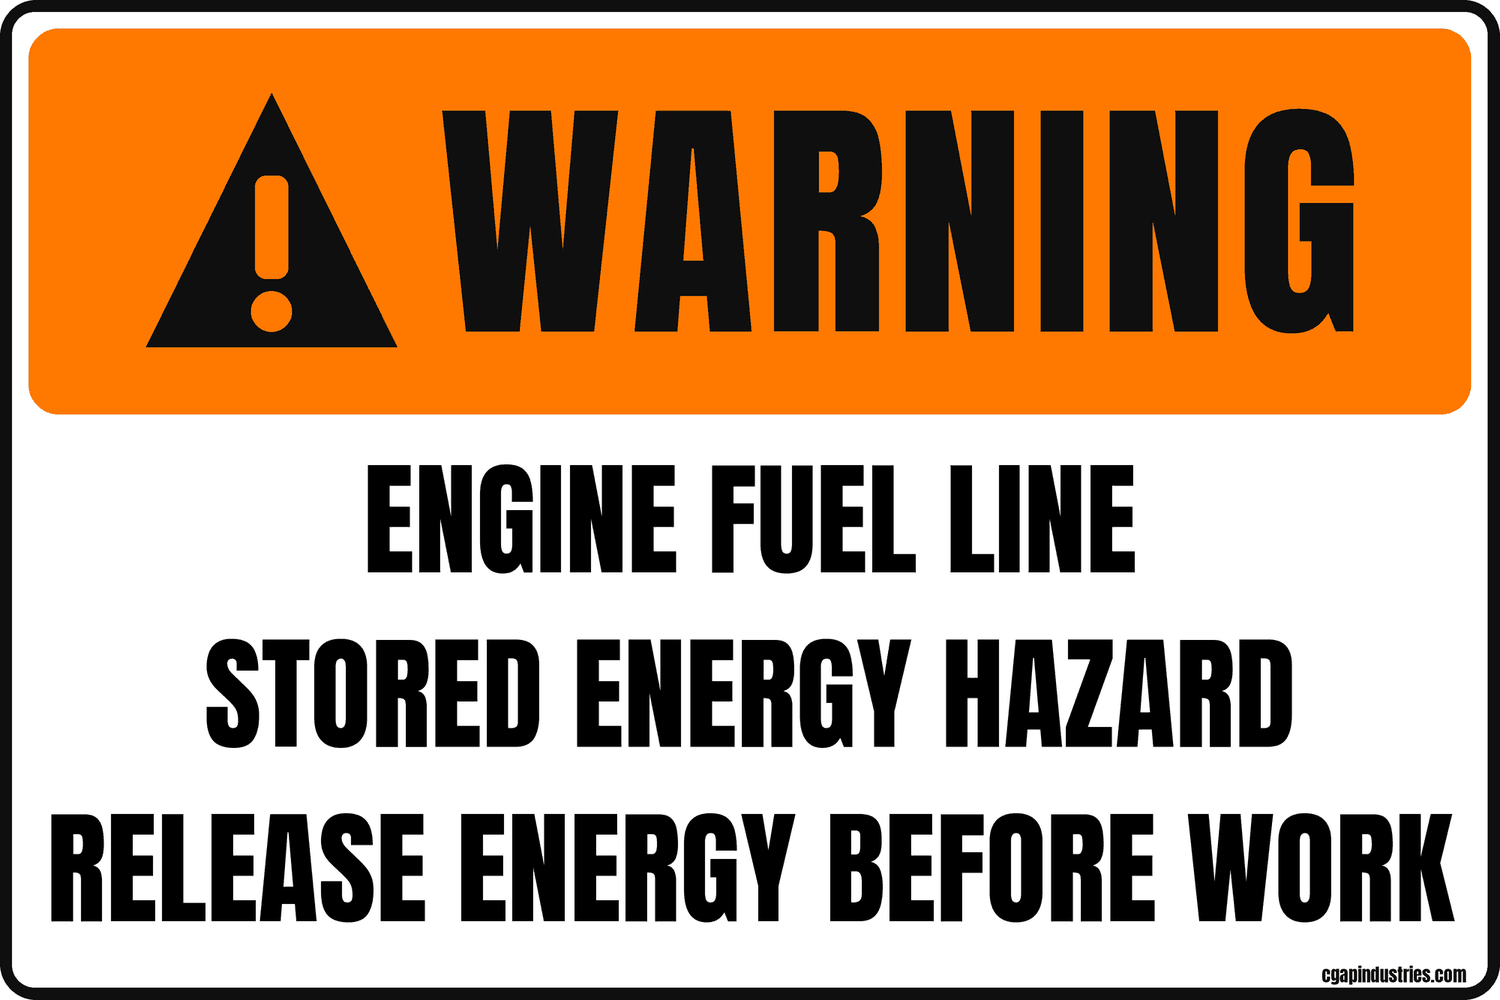 WARNING
ENGINE FUEL LINE
STORED ENERGY HAZARD
RELEASE ENERGY BEFORE WORK
cgapindustries.com